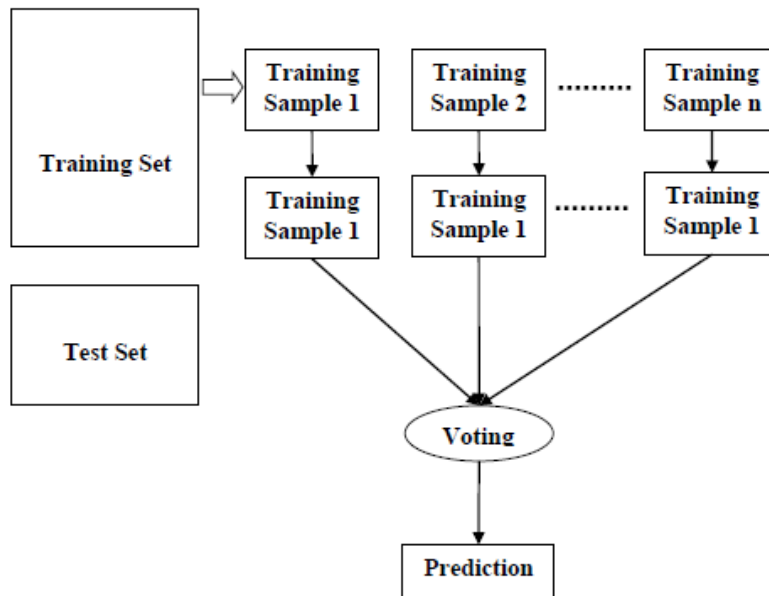 Training Set
Training
Sample 1
Training
Sample 2
Training
Sample n
Training
Sample 1
Training
Sample 1
Training
Sample 1
Test Set
Voting
Prediction